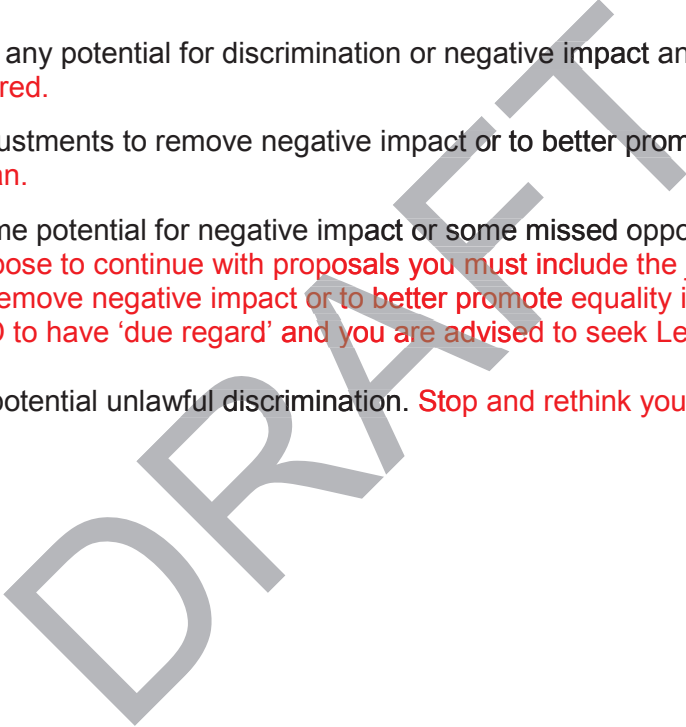 any potential for discrimination or negative impact an
red.
ustments to remove negative impact or to better prom
an.
me potential for negative impact or some missed oppo
pose to continue with proposals you must include the
emove negative impact or to better promote equality i
to have ‘due regard’ and you are advised to seek Le
potential unlawful discrimination. Stop and rethink you
DRAFT